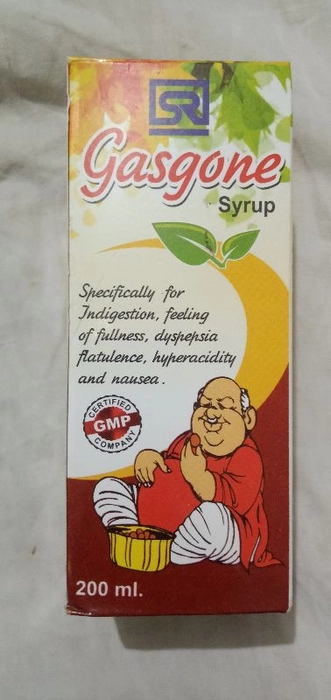 SR
Gasgone
Syrup
Specifically for
Indigestion, feeling
of fullness, dyspepsia
flatulence, hyperacidity
and nausea.
CERTIFIED
GMP
COMPANY
200 ml.